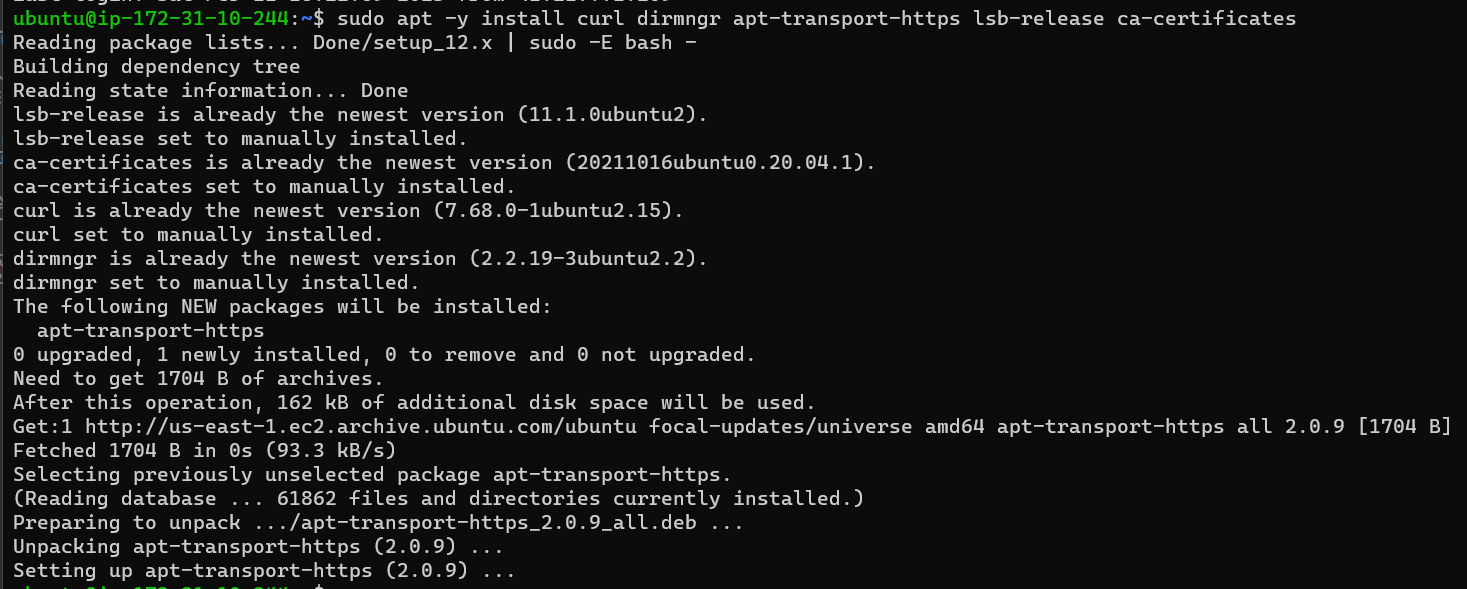 ubuntu@ip-172-31-10-244:~$ sudo apt -y install curl dirmngr apt-transport-https lsb-release ca-certificates
Reading package lists... Done/setup_12.x | sudo -E bash -
Building dependency tree
Reading state information... Done
lsb-release is already the newest version (11.1.0ubuntu2).
lsb-release set to manually installed.
ca-certificates is already the newest version (20211016ubuntu0.20.04.1).
ca-certificates set to manually installed.
curl is already the newest version (7.68.0-1ubuntu2.15).
curl set to manually installed.
dirmngr is already the newest version (2.2.19-3ubuntu2.2).
dirmngr set to manually installed.
The following NEW packages will be installed:
  apt-transport-https
0 upgraded, 1 newly installed, 0 to remove and 0 not upgraded.
Need to get 1704 B of archives.
After this operation, 162 kB of additional disk space will be used.
Get:1 http://us-east-1.ec2.archive.ubuntu.com/ubuntu focal-updates/universe amd64 apt-transport-https all 2.0.9 [1704 B]
Fetched 1704 B in 0s (93.3 kB/s)
Selecting previously unselected package apt-transport-https.
(Reading database ... 61862 files and directories currently installed.)
Preparing to unpack .../apt-transport-https_2.0.9_all.deb ...
Unpacking apt-transport-https (2.0.9) ...
Setting up apt-transport-https (2.0.9) ...